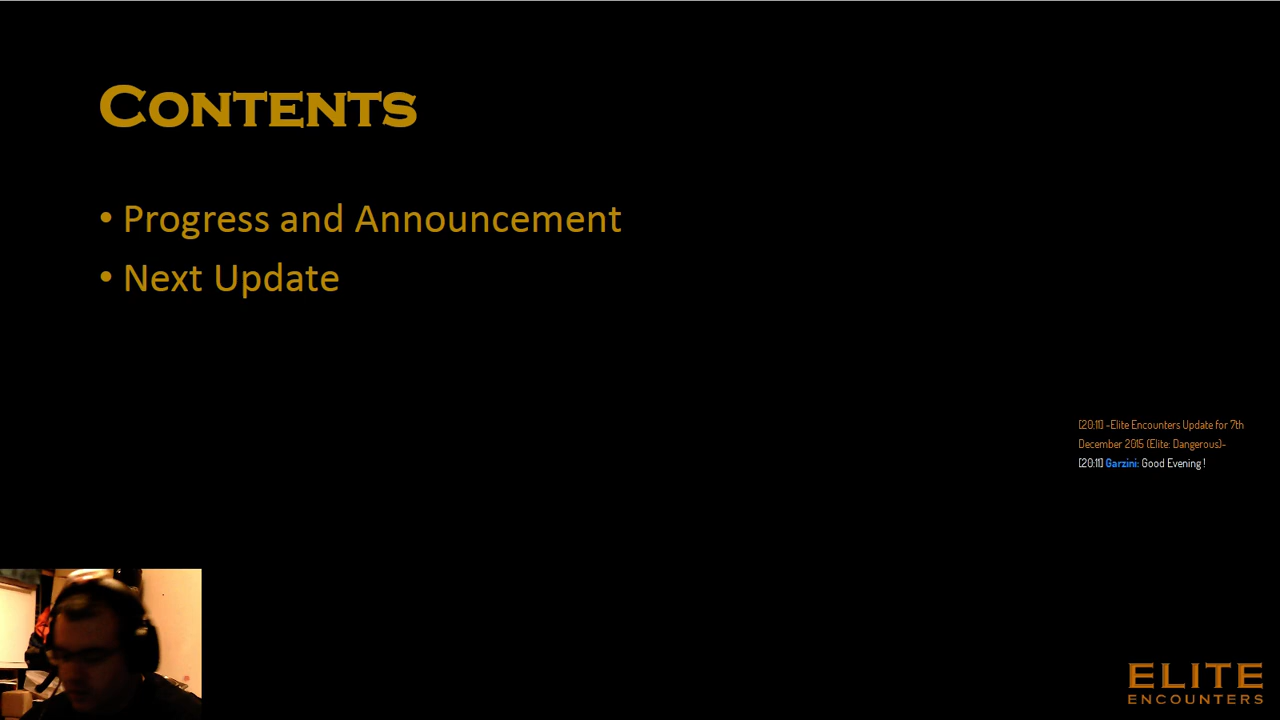 Contents
• Progress and Announcement
• Next Update
[20:11] -Elite Encounters Update for 7th
December 2015 (Elite: Dangerous)-
[20:11] Garzini: Good Evening !
ELITE
ENCOUNTERS